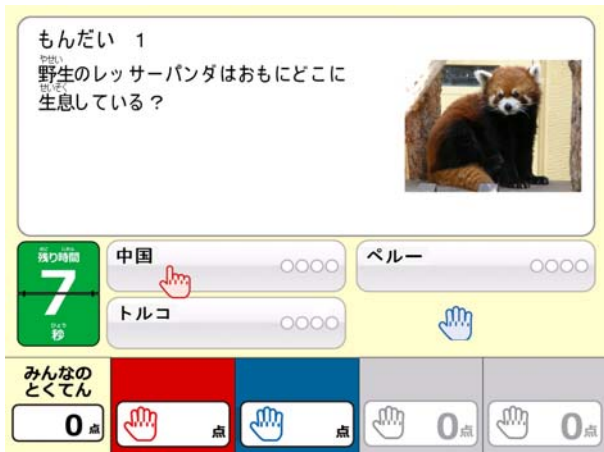 もんだい 1
やせい
野生のレッサーパンダはおもにどこに
せいそく
生息している?
のこ じかん
残り時間
7
びょう
秒
中国
ペルー
トルコ
みんなの
とくてん
0点
点
点
0点
0点